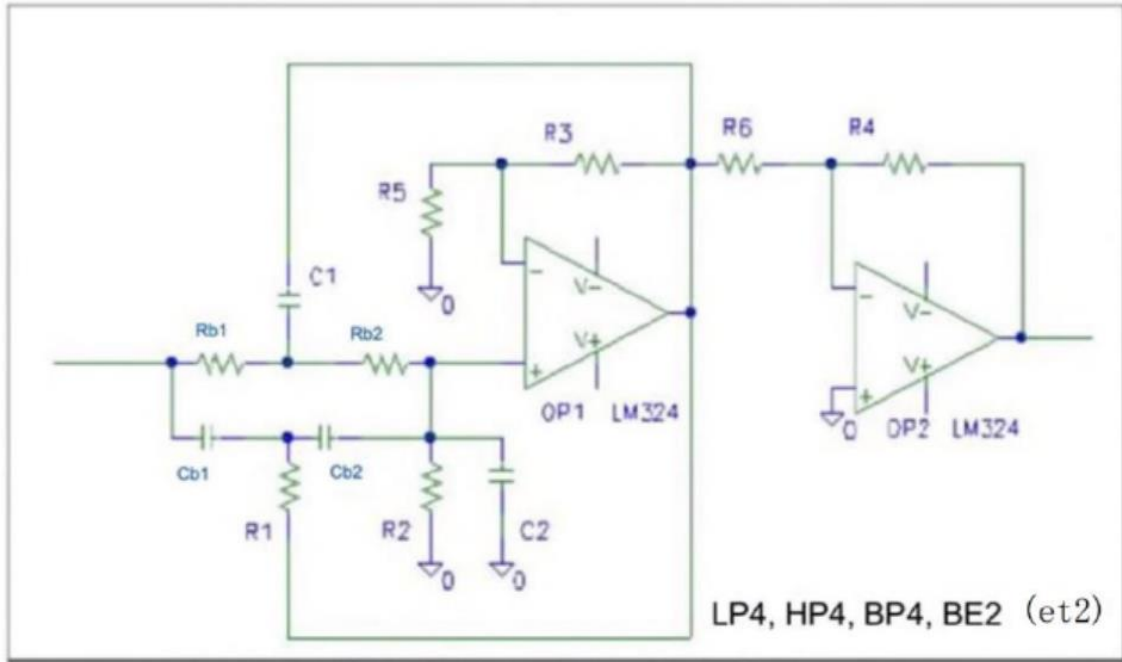 R3
R6
R4
R5
0
C1
V-
V+
OP1 LM324
Rb1
Rb2
V-
V+
0
OP2 LM324
Cb1
Cb2
R1
R2
C2
0
0
LP4, HP4, BP4, BE2 (et2)